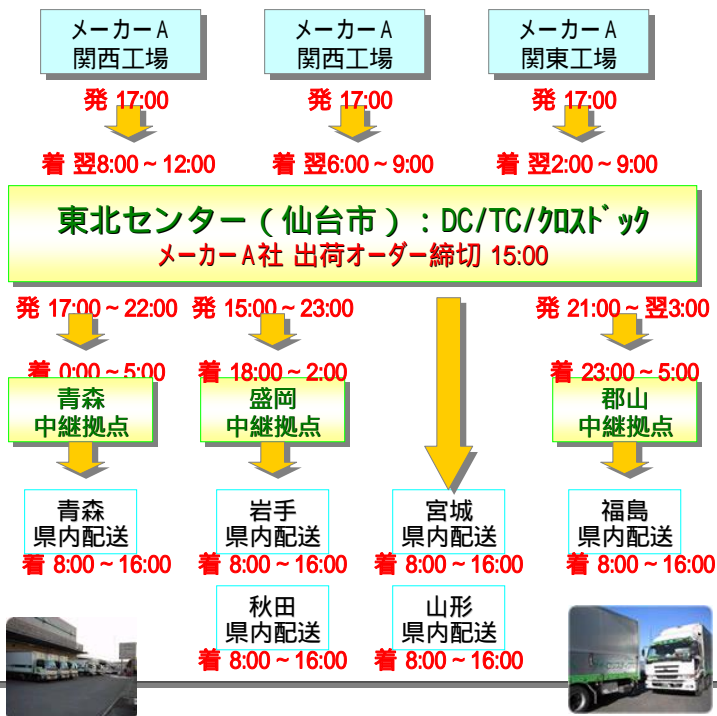 メーカーA
関西工場
メーカーA
関西工場
メーカーA
関東工場
発 17:00
発 17:00
発 17:00
着 翌8:00～12:00
着 翌6:00～9:00
着 翌2:00～9:00
東北センター（仙台市）：DC/TC/ｸﾛｽﾄﾞｯｸ
メーカーA社 出荷オーダー締切 15:00
発 17:00～22:00
発 15:00～23:00
発 21:00～翌3:00
着 0:00～5:00
着 18:00～2:00
着 23:00～5:00
青森
中継拠点
盛岡
中継拠点
郡山
中継拠点
青森
県内配送
着 8:00～16:00
岩手
県内配送
着 8:00～16:00
宮城
県内配送
着 8:00～16:00
福島
県内配送
着 8:00～16:00
秋田
県内配送
着 8:00～16:00
山形
県内配送
着 8:00～16:00